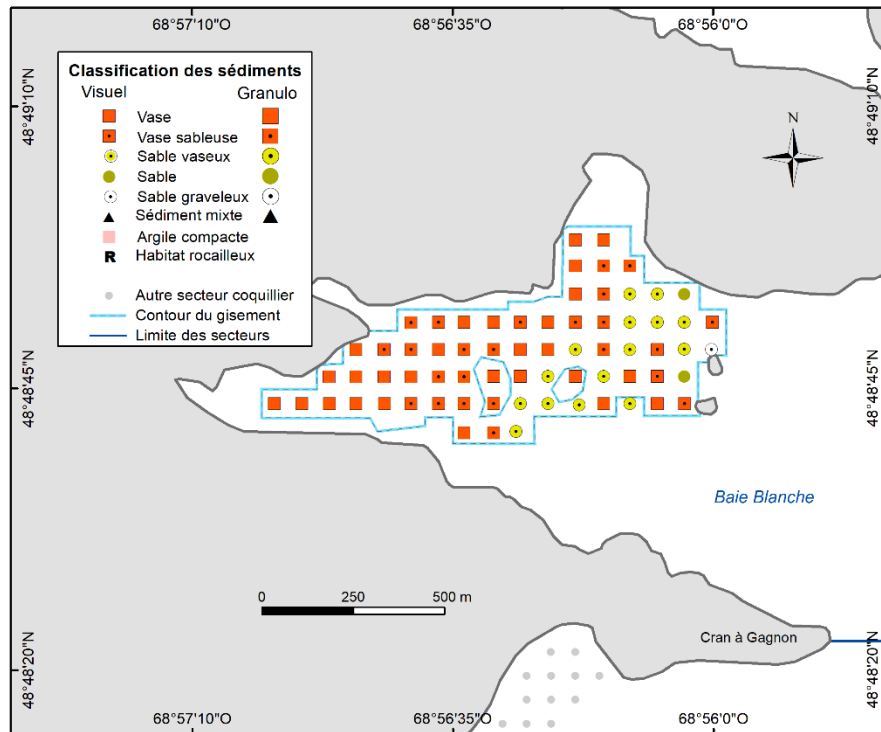 68°57'10"O 68°56'35"O 68°56'0"O
48°49'10"N 48°49'10"N
Classification des sédiments
Visuel Granulo
Vase
Vase sableuse
Sable vaseux
Sable
Sable graveleux
Sédiment mixte
Argile compacte
R Habitat rocailleux
Autre secteur coquillier
Contour du gisement
Limite des secteurs
N
48°48'45"N 48°48'45"N
Baie Blanche
0 250 500 m
Cran à Gagnon
48°48'20"N 48°48'20"N
68°57'10"O 68°56'35"O 68°56'0"O